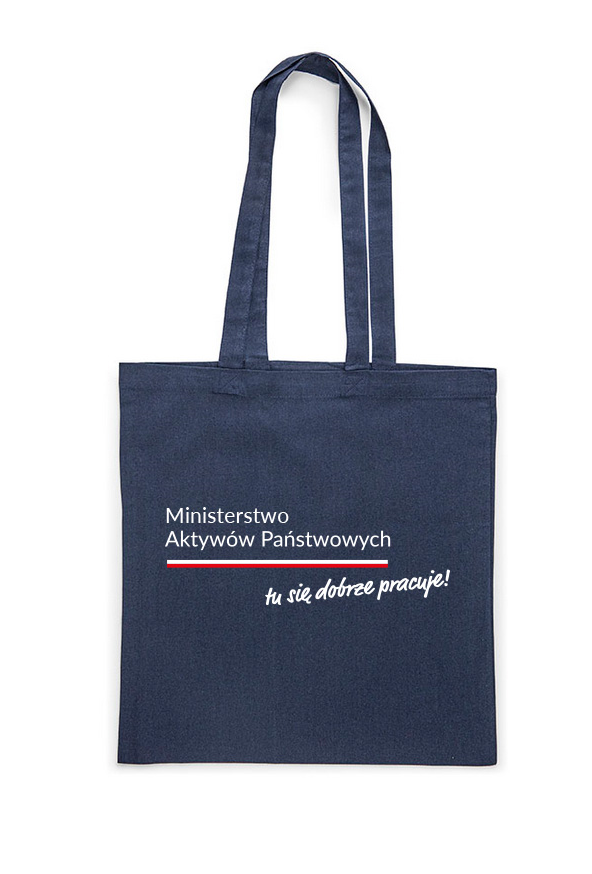 Ministerstwo
Aktywów Państwowych
tu się dobrze pracuje!